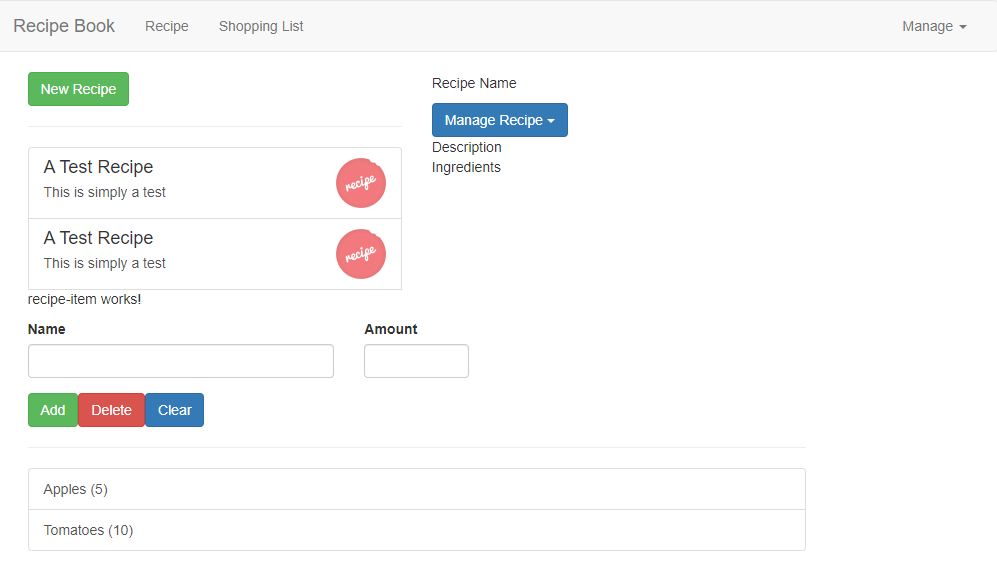 Recipe Book Recipe Shopping List Manage
New Recipe
A Test Recipe
This is simply a test
recipe
A Test Recipe
This is simply a test
recipe
recipe-item works!
Recipe Name
Manage Recipe
Description
Ingredients
Name Amount
Add Delete Clear
Apples (5)
Tomatoes (10)